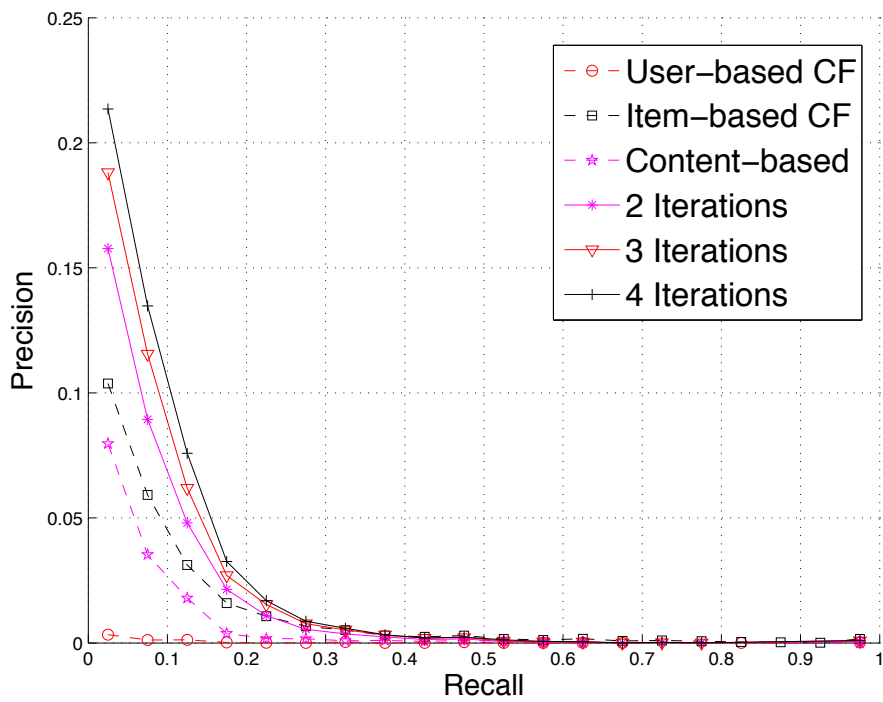 0.25
0.2
0.15
0.1
0.05
0
Precision
User-based CF
Item-based CF
Content-based
2 Iterations
3 Iterations
4 Iterations
0 0.1 0.2 0.3 0.4 0.5 0.6 0.7 0.8 0.9 1
Recall